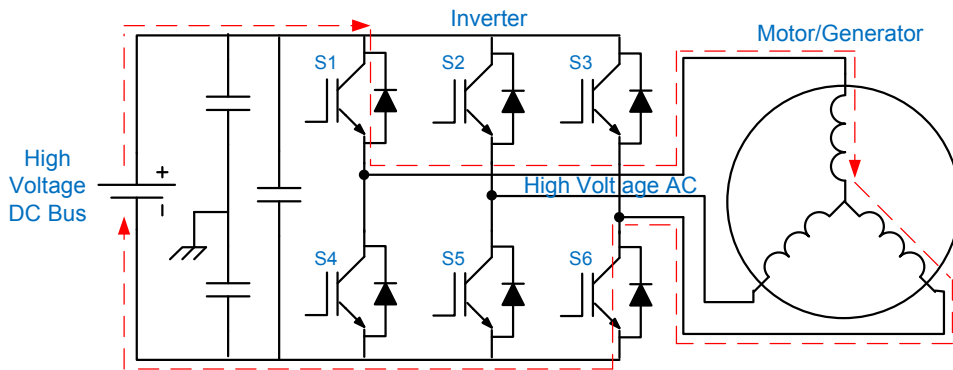 Inverter
Motor/Generator
S1
S2
S3
High
Voltage
DC Bus
+
High Voltage AC
S4
S5
S6